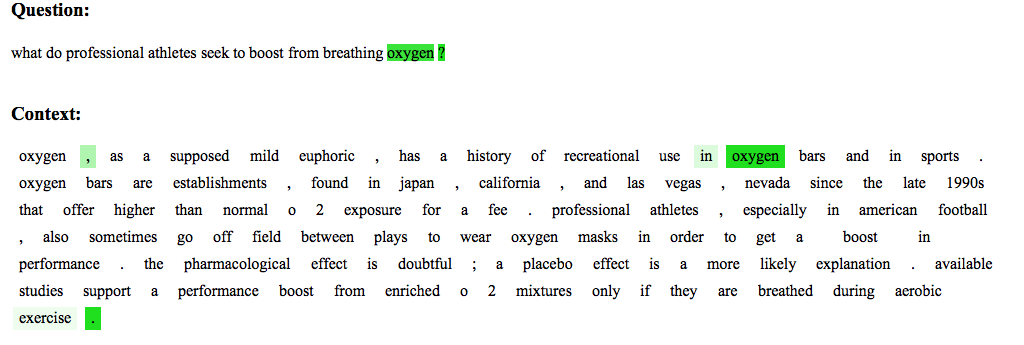 Question:
what do professional athletes seek to boost from breathing oxygen ?
Context:
oxygen , as a supposed mild euphoric , has a history of recreational use in oxygen bars and in sports .
oxygen bars are establishments , found in japan , california , and las vegas , nevada since the late 1990s
that offer higher than normal o 2 exposure for a fee . professional athletes , especially in american football
, also sometimes go off field between plays to wear oxygen masks in order to get a boost in
performance . the pharmacological effect is doubtful ; a placebo effect is a more likely explanation . available
studies support a performance boost from enriched o 2 mixtures only if they are breathed during aerobic
exercise .